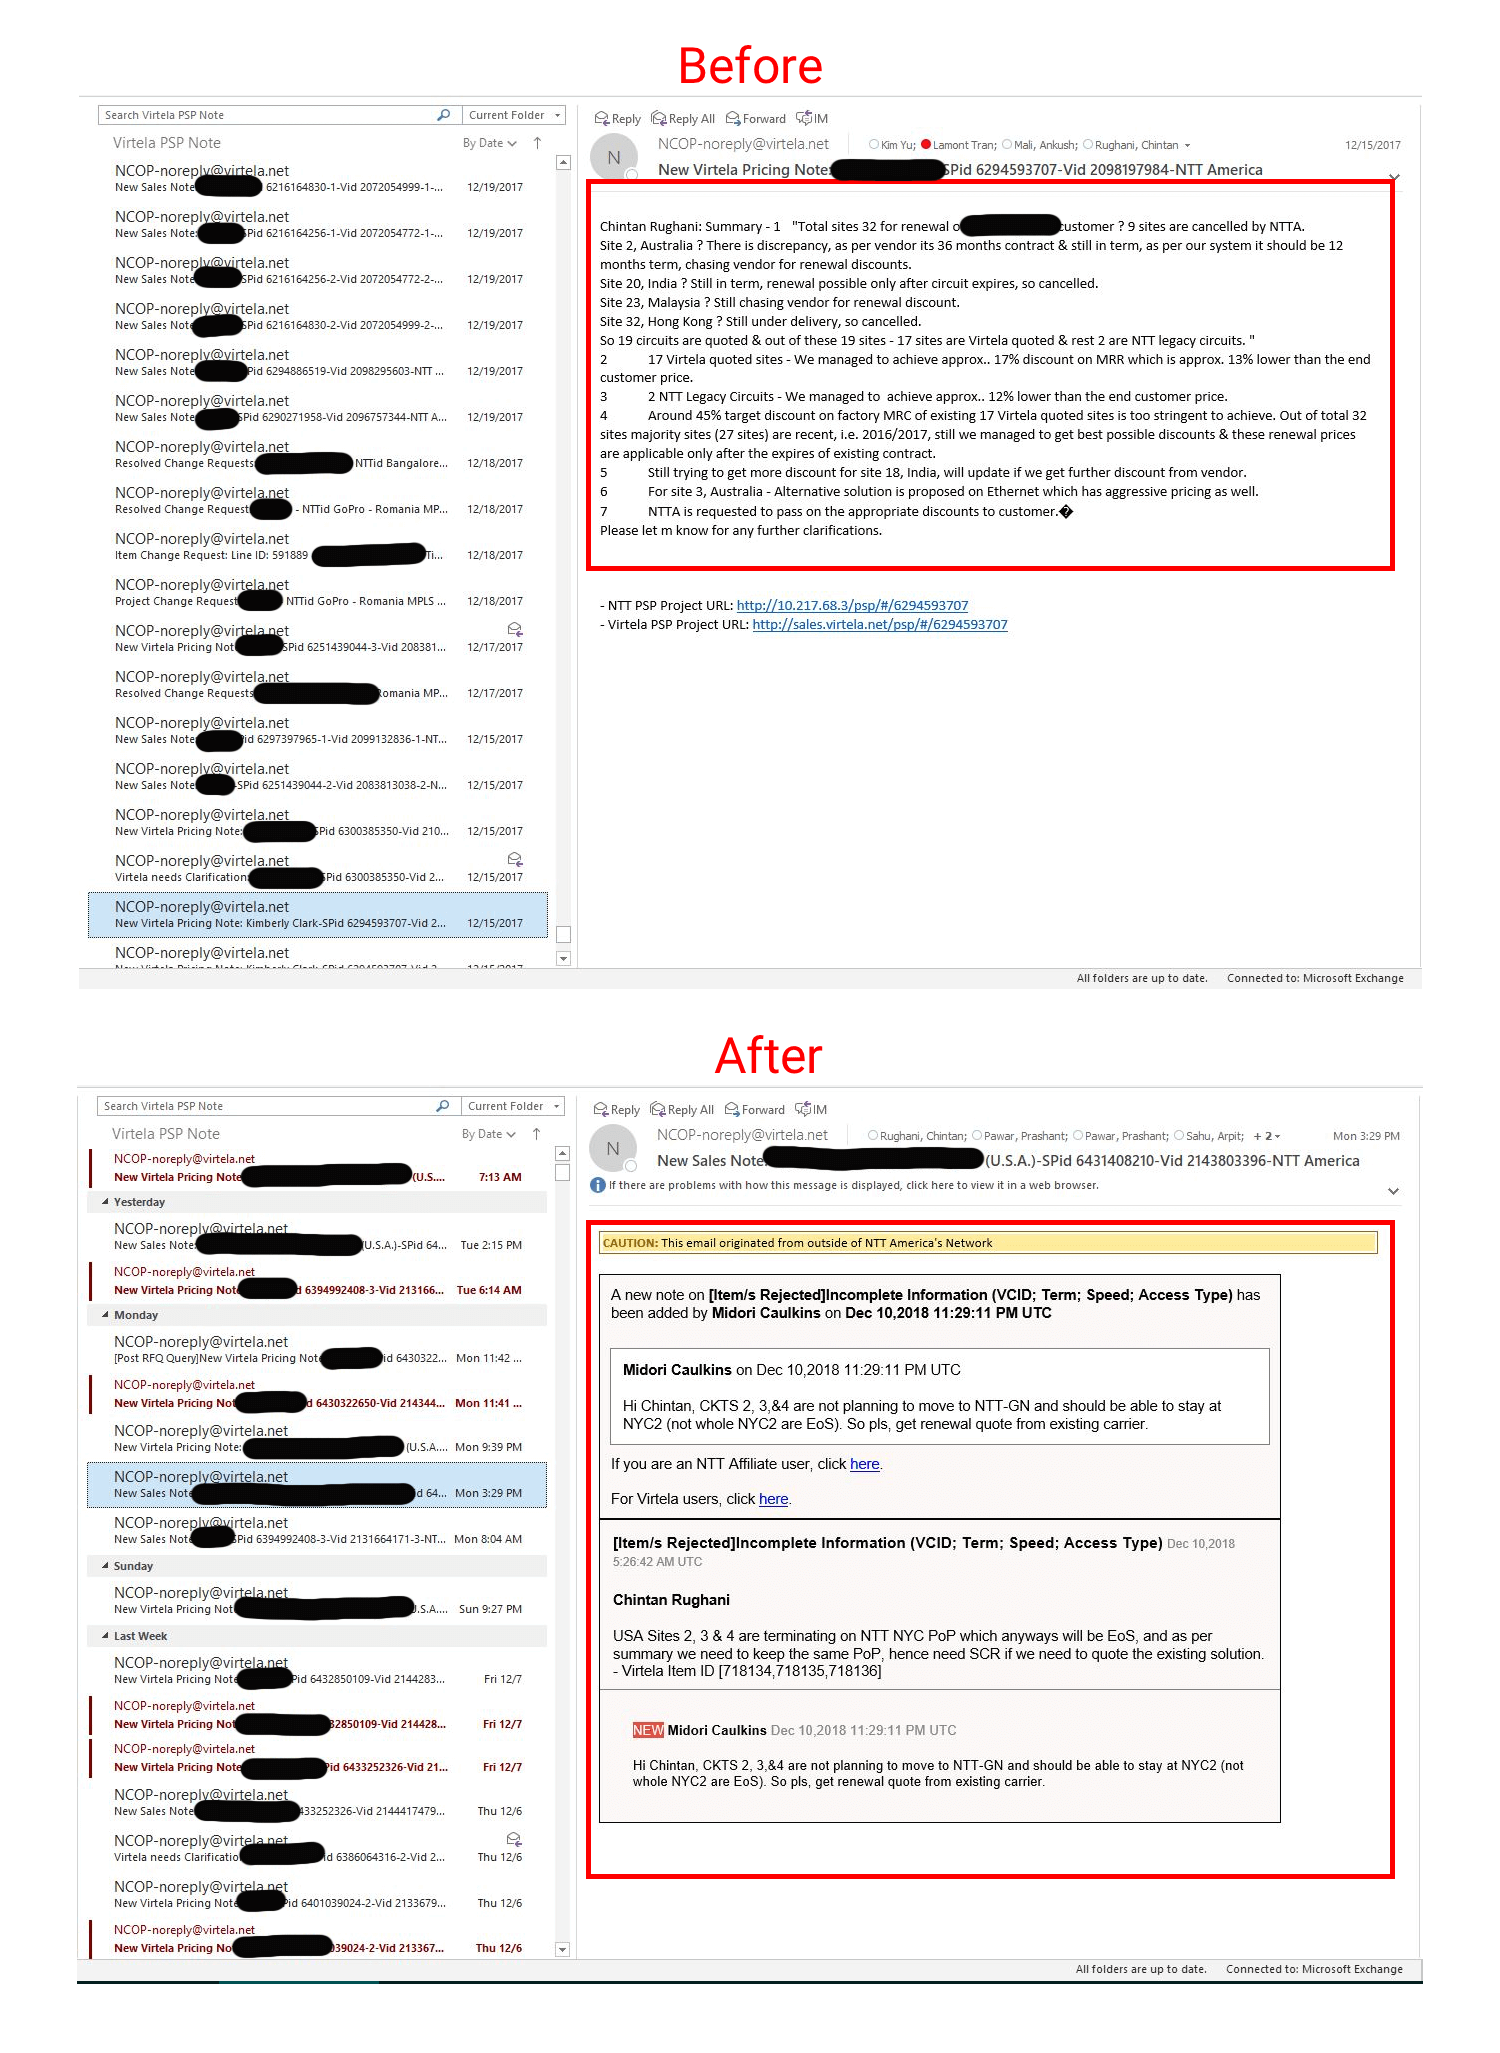 Before
Search Virtela PSP Note
Current Folder
Virtela PSP Note
By Date
NCOP-noreply@virtela.net
New Sales Note 6216164830-1-Vid 2072054999-1-... 12/19/2017
NCOP-noreply@virtela.net
New Sales Note 6216164256-1-Vid 2072054772-1-... 12/19/2017
NCOP-noreply@virtela.net
New Sales Note 6216164256-2-Vid 2072054772-2-... 12/19/2017
NCOP-noreply@virtela.net
New Sales Note 6216164830-2-Vid 2072054999-2-... 12/19/2017
NCOP-noreply@virtela.net
New Sales Note Pid 6294886519-Vid 2098295603-NTT ... 12/19/2017
NCOP-noreply@virtela.net
New Sales Note SPid 6290271958-Vid 2096757344-NTT A... 12/19/2017
NCOP-noreply@virtela.net
Resolved Change Requests NTTid Bangalore... 12/18/2017
NCOP-noreply@virtela.net
Resolved Change Request - NTTid GoPro - Romania MP... 12/18/2017
NCOP-noreply@virtela.net
Item Change Request: Line ID: 591889 Ti... 12/18/2017
NCOP-noreply@virtela.net
Project Change Request NTTid GoPro - Romania MPLS ... 12/18/2017
NCOP-noreply@virtela.net
New Virtela Pricing Not SPid 6251439044-3-Vid 208381... 12/17/2017
NCOP-noreply@virtela.net
Resolved Change Requests Romania MP... 12/17/2017
NCOP-noreply@virtela.net
New Sales Note id 6297397965-1-Vid 2099132836-1-NT... 12/15/2017
NCOP-noreply@virtela.net
New Sales Note -SPid 6251439044-2-Vid 2083813038-2-N... 12/15/2017
NCOP-noreply@virtela.net
New Virtela Pricing Note: SPid 6300385350-Vid 210... 12/15/2017
NCOP-noreply@virtela.net
Virtela needs Clarification SPid 6300385350-Vid 2... 12/15/2017
NCOP-noreply@virtela.net
New Virtela Pricing Note: Kimberly Clark-SPid 6294593707-Vid 2... 12/15/2017
NCOP-noreply@virtela.net
New Virtela Pricing Note: Kimberly Clark-SPid 6294593707-Vid 2... 12/15/2017
Reply Reply All Forward IM
N
NCOP-noreply@virtela.net
Kim Yu; Lamont Tran; Mali, Ankush; Rughani, Chintan
12/15/2017
New Virtela Pricing Note: SPid 6294593707-Vid 2098197984-NTT America
Chintan Rughani: Summary - 1 "Total sites 32 for renewal o customer ? 9 sites are cancelled by NTTA.
Site 2, Australia ? There is discrepancy, as per vendor its 36 months contract & still in term, as per our system it should be 12
months term, chasing vendor for renewal discounts.
Site 20, India ? Still in term, renewal possible only after circuit expires, so cancelled.
Site 23, Malaysia ? Still chasing vendor for renewal discount.
Site 32, Hong Kong ? Still under delivery, so cancelled.
So 19 circuits are quoted & out of these 19 sites - 17 sites are Virtela quoted & rest 2 are NTT legacy circuits. "
2 17 Virtela quoted sites - We managed to achieve approx.. 17% discount on MRR which is approx. 13% lower than the end
customer price.
3 2 NTT Legacy Circuits - We managed to achieve approx.. 12% lower than the end customer price.
4 Around 45% target discount on factory MRC of existing 17 Virtela quoted sites is too stringent to achieve. Out of total 32
sites majority sites (27 sites) are recent, i.e. 2016/2017, still we managed to get best possible discounts & these renewal prices
are applicable only after the expires of existing contract.
5 Still trying to get more discount for site 18, India, will update if we get further discount from vendor.
6 For site 3, Australia - Alternative solution is proposed on Ethernet which has aggressive pricing as well.
7 NTTA is requested to pass on the appropriate discounts to customer.�
Please let m know for any further clarifications.
- NTT PSP Project URL: http://10.217.68.3/psp/#/6294593707
- Virtela PSP Project URL: http://sales.virtela.net/psp/#/6294593707
All folders are up to date. Connected to: Microsoft Exchange
After
Search Virtela PSP Note
Current Folder
Virtela PSP Note
By Date
NCOP-noreply@virtela.net
New Virtela Pricing Note (U.S.... 7:13 AM
Yesterday
NCOP-noreply@virtela.net
New Sales Note U.S.A.)-SPid 64... Tue 2:15 PM
NCOP-noreply@virtela.net
New Virtela Pricing Note d 6394992408-3-Vid 213166... Tue 6:14 AM
Monday
NCOP-noreply@virtela.net
[Post RFQ Query]New Virtela Pricing Not id 6430322... Mon 11:42 ...
NCOP-noreply@virtela.net
New Virtela Pricing Not d 6430322650-Vid 214344... Mon 11:41 ...
NCOP-noreply@virtela.net
New Virtela Pricing Note: (U.S.A.... Mon 9:39 PM
NCOP-noreply@virtela.net
New Sales Note d 64... Mon 3:29 PM
NCOP-noreply@virtela.net
New Sales Note SPid 6394992408-3-Vid 2131664171-3-NT... Mon 8:04 AM
Sunday
NCOP-noreply@virtela.net
New Virtela Pricing Not .S.A.... Sun 9:27 PM
Last Week
NCOP-noreply@virtela.net
New Virtela Pricing Not Pid 6432850109-Vid 2144283... Fri 12/7
NCOP-noreply@virtela.net
New Virtela Pricing Not 32850109-Vid 214428... Fri 12/7
NCOP-noreply@virtela.net
New Virtela Pricing Note Pid 6433252326-Vid 21... Fri 12/7
NCOP-noreply@virtela.net
New Sales Note 433252326-Vid 2144417479... Thu 12/6
NCOP-noreply@virtela.net
Virtela needs Clarificatio d 6386064316-2-Vid 2... Thu 12/6
NCOP-noreply@virtela.net
New Virtela Pricing Not Pid 6401039024-2-Vid 2133679... Thu 12/6
NCOP-noreply@virtela.net
New Virtela Pricing No 039024-2-Vid 213367... Thu 12/6
Reply Reply All Forward IM
N
NCOP-noreply@virtela.net
Rughani, Chintan; Pawar, Prashant; Pawar, Prashant; Sahu, Arpit; + 2
Mon 3:29 PM
New Sales Note (U.S.A.)-SPid 6431408210-Vid 2143803396-NTT America
If there are problems with how this message is displayed, click here to view it in a web browser.
CAUTION: This email originated from outside of NTT America's Network
A new note on [Item/s Rejected]Incomplete Information (VCID; Term; Speed; Access Type) has
been added by Midori Caulkins on Dec 10,2018 11:29:11 PM UTC
Midori Caulkins on Dec 10,2018 11:29:11 PM UTC
Hi Chintan, CKTS 2, 3,&4 are not planning to move to NTT-GN and should be able to stay at
NYC2 (not whole NYC2 are EoS). So pls, get renewal quote from existing carrier.
If you are an NTT Affiliate user, click here.
For Virtela users, click here.
[Item/s Rejected]Incomplete Information (VCID; Term; Speed; Access Type) Dec 10,2018
5:26:42 AM UTC
Chintan Rughani
USA Sites 2, 3 & 4 are terminating on NTT NYC PoP which anyways will be EoS, and as per
summary we need to keep the same PoP, hence need SCR if we need to quote the existing solution.
- Virtela Item ID [718134,718135,718136]
NEW Midori Caulkins Dec 10,2018 11:29:11 PM UTC
Hi Chintan, CKTS 2, 3,&4 are not planning to move to NTT-GN and should be able to stay at NYC2 (not
whole NYC2 are EoS). So pls, get renewal quote from existing carrier.
All folders are up to date. Connected to: Microsoft Exchange